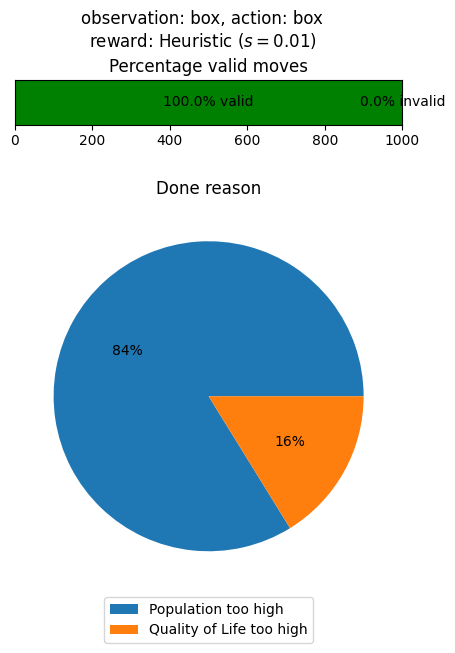 observation: box, action: box
reward: Heuristic (s = 0.01)
Percentage valid moves
100.0% valid
0.0% invalid
0 200 400 600 800 1000
Done reason
84%
16%
Population too high
Quality of Life too high